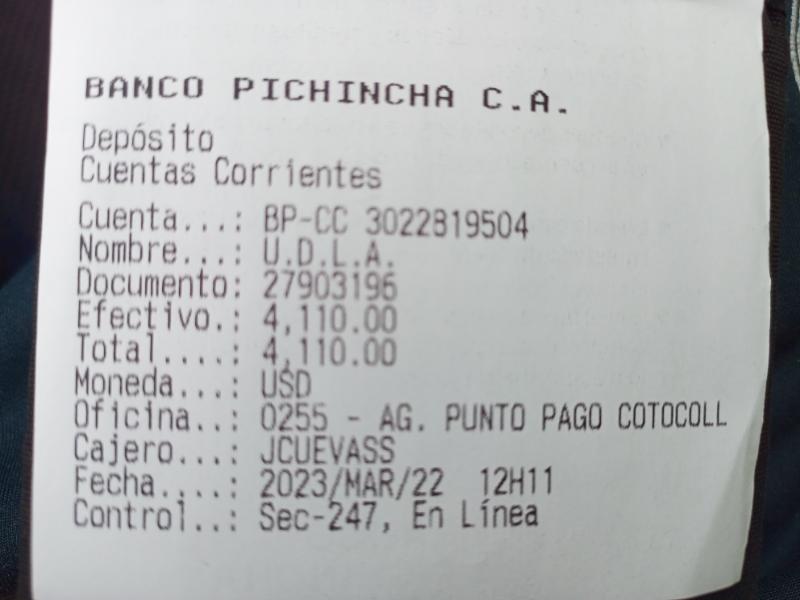 BANCO PICHINCHA C.A.
Depósito
Cuentas Corrientes
Cuenta...: BP-CC 3022819504
Nombre...: U.D.L.A.
Documento: 27903196
Efectivo.: 4,110.00
Total....: 4,110.00
Moneda...: USD
Oficina..: 0255 - AG. PUNTO PAGO COTOCOLL
Cajero...: JCUEVASS
Fecha....: 2023/MAR/22 12H11
Control..: Sec-247, En Línea